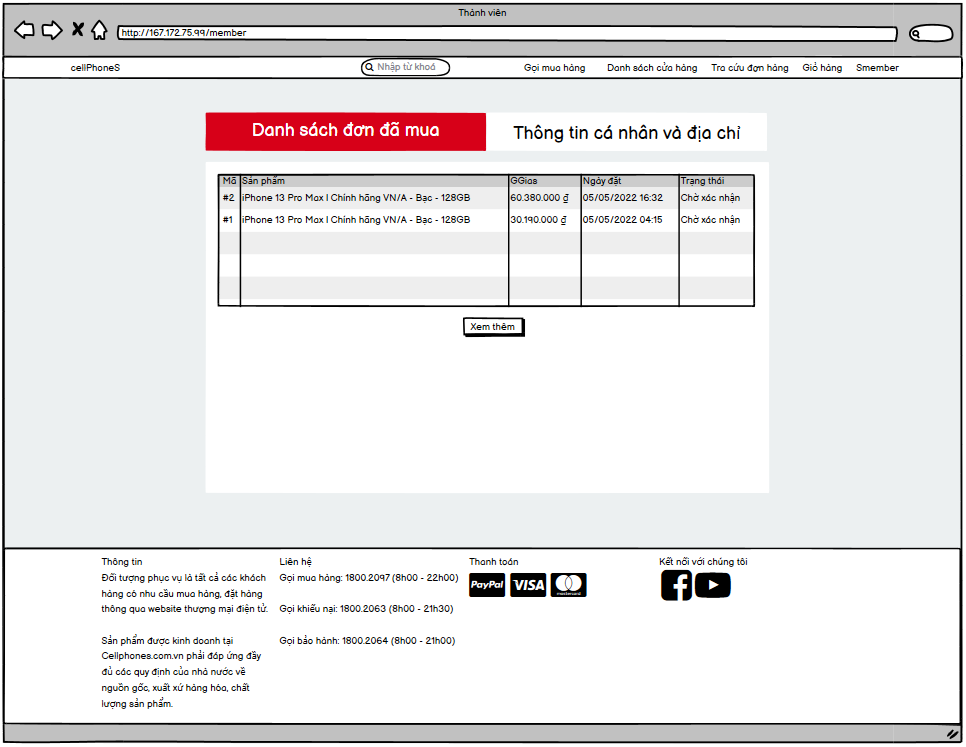 Thành viên
http://167.172.75.99/member
cellPhoneS
Nhập từ khoá
Gọi mua hàng
Danh sách cửa hàng
Tra cứu đơn hàng
Giỏ hàng
Smember
Danh sách đơn đã mua
Thông tin cá nhân và địa chỉ
Mã Sản phẩm GGias Ngày đặt Trạng thái
#2 iPhone 13 Pro Max I Chính hãng VN/A - Bạc - 128GB 60.380.000 ₫ 05/05/2022 16:32 Chờ xác nhận
#1 iPhone 13 Pro Max I Chính hãng VN/A - Bạc - 128GB 30.190.000 ₫ 05/05/2022 04:15 Chờ xác nhận
Xem thêm
Thông tin
Đối tượng phục vụ là tất cả các khách
hàng có nhu cầu mua hàng, đặt hàng
thông qua website thương mại điện tử.
Sản phẩm được kinh doanh tại
Cellphones.com.vn phải đáp ứng đầy
đủ các quy định của nhà nước về
nguồn gốc, xuất xứ hàng hóa, chất
lượng sản phẩm.
Liên hệ
Gọi mua hàng: 1800.2097 (8h00 - 22h00)
Gọi khiếu nại: 1800.2063 (8h00 - 21h30)
Gọi bảo hành: 1800.2064 (8h00 - 21h00)
Thanh toán
PayPal
VISA
mastercard
Kết nối với chúng tôi